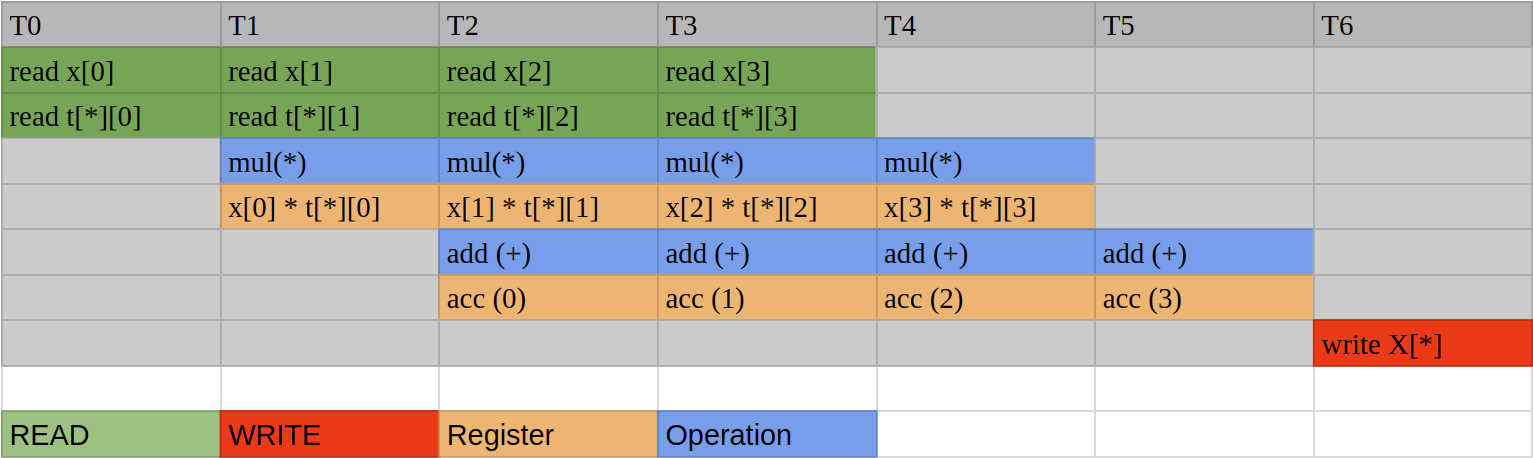 T0 T1 T2 T3 T4 T5 T6
read x[0] read x[1] read x[2] read x[3]
read t[*][0] read t[*][1] read t[*][2] read t[*][3]
mul(*) mul(*) mul(*) mul(*)
x[0] * t[*][0] x[1] * t[*][1] x[2] * t[*][2] x[3] * t[*][3]
add (+) add (+) add (+) add (+)
acc (0) acc (1) acc (2) acc (3)
write X[*]
READ WRITE Register Operation